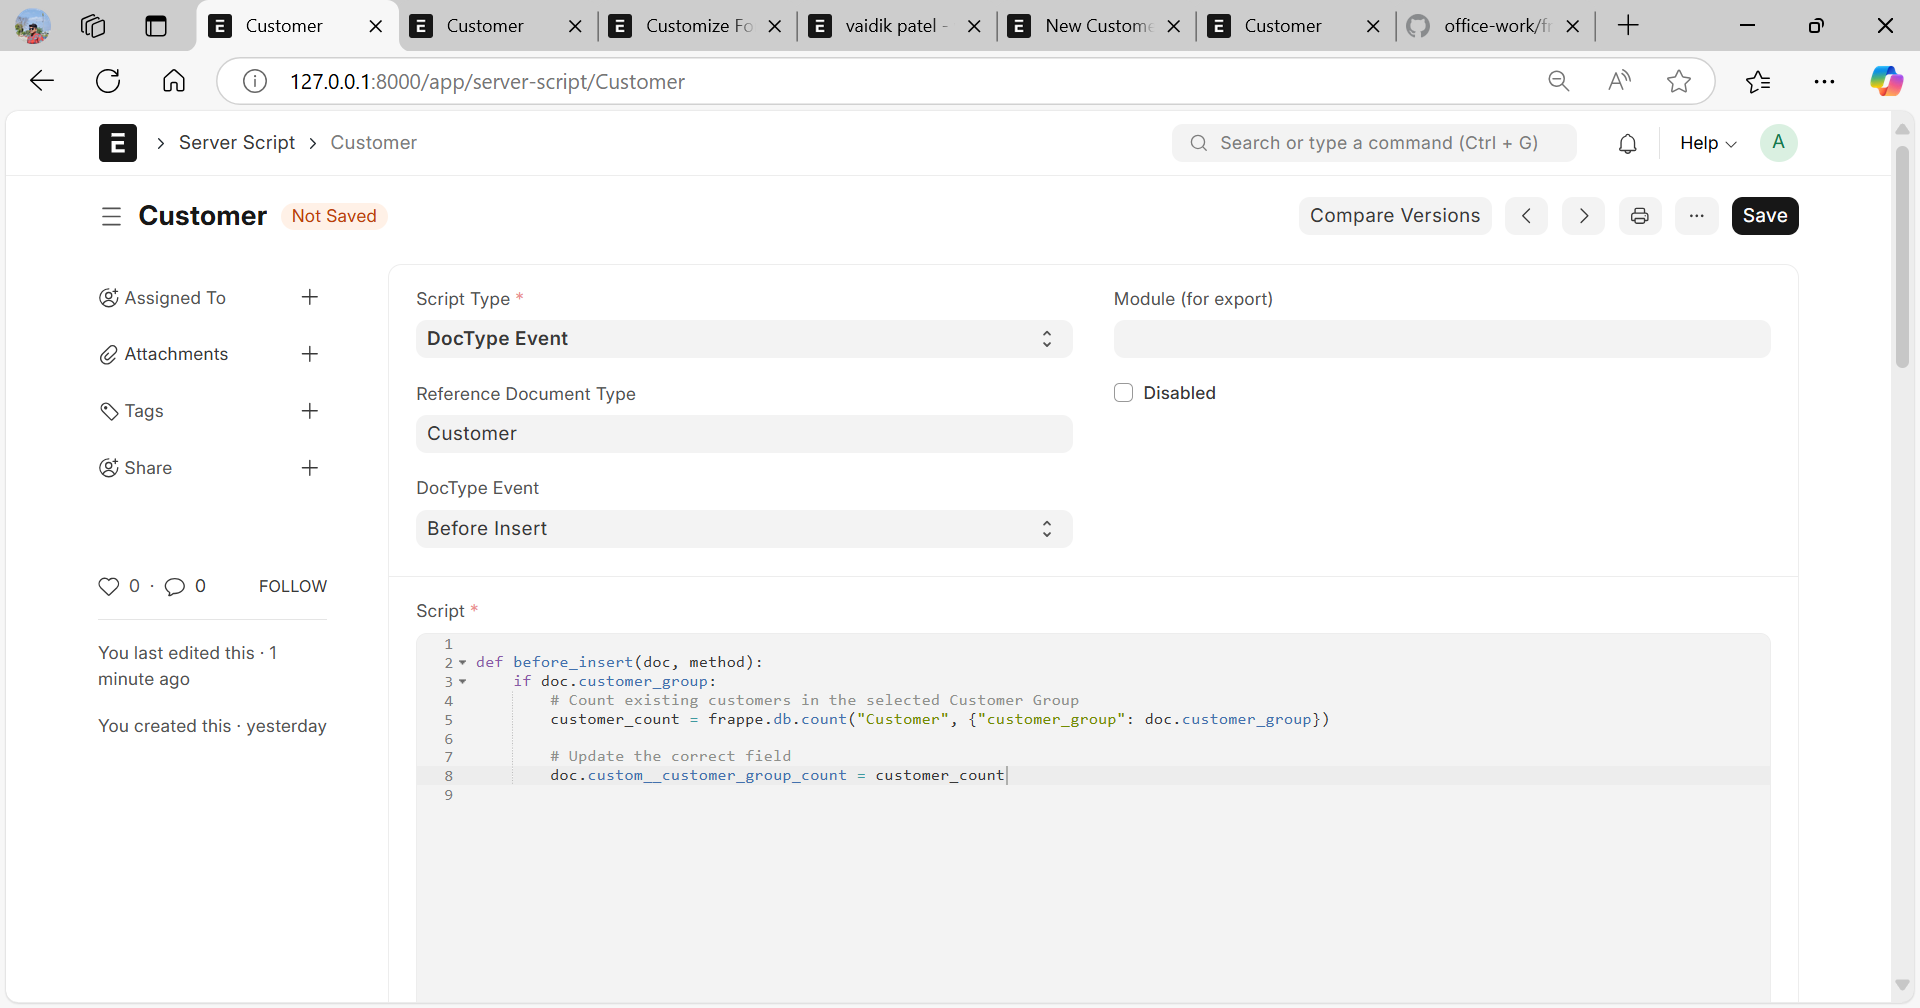 Customer
Customer
Customize Fo
vaidik patel -
New Custome
Customer
office-work/fr
127.0.0.1:8000/app/server-script/Customer
Server Script
Customer
Search or type a command (Ctrl + G)
Help
A
Customer
Not Saved
Compare Versions
Save
Assigned To
Attachments
Tags
Share
0 · 0
FOLLOW
You last edited this · 1
minute ago
You created this · yesterday
Script Type *
DocType Event
Module (for export)
Reference Document Type
Customer
Disabled
DocType Event
Before Insert
Script *
1
2 def before_insert(doc, method):
3 if doc.customer_group:
4 # Count existing customers in the selected Customer Group
5 customer_count = frappe.db.count("Customer", {"customer_group": doc.customer_group})
6
7 # Update the correct field
8 doc.custom__customer_group_count = customer_count
9